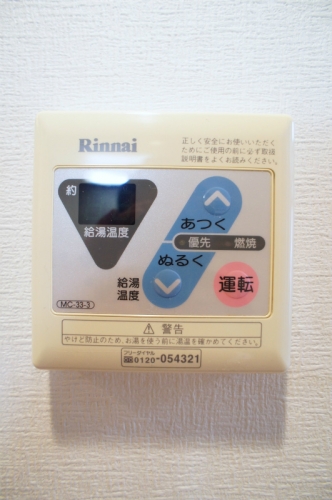 Rinnai
正しく安全にお使いいただく
ためにご使用の前に必ず取扱
説明書をよくお読みください。
約
給湯温度
あつく
優先 燃焼
ぬるく
給湯
温度
運転
MC-33-3
⚠警告
やけど防止のため、お湯を使う前に湯温を確かめてください。
フリーダイヤル
0120-054321